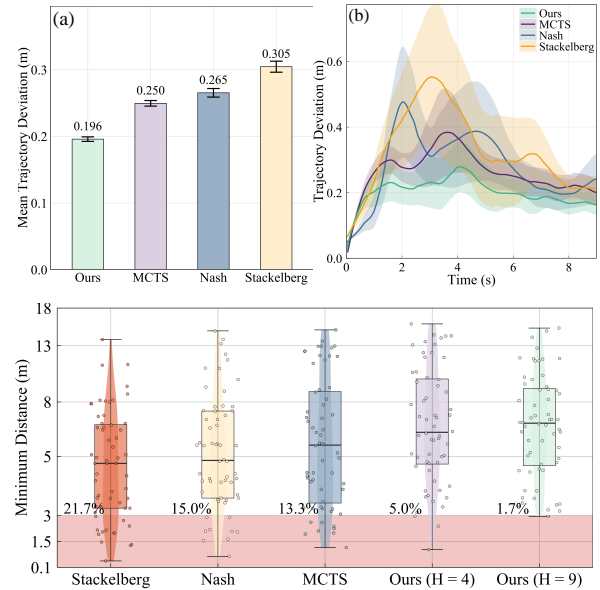 (a)
Mean Trajectory Deviation (m)
0.3
0.2
0.1
0.0
0.196
0.250
0.265
0.305
Ours
MCTS
Nash
Stackelberg
(b)
Ours
MCTS
Nash
Stackelberg
Trajectory Deviation (m)
0.6
0.4
0.2
0.0
0
2
4
6
8
Time (s)
Minimum Distance (m)
18
13
8
5
3
1.5
0.1
21.7%
15.0%
13.3%
5.0%
1.7%
Stackelberg
Nash
MCTS
Ours (H = 4)
Ours (H = 9)